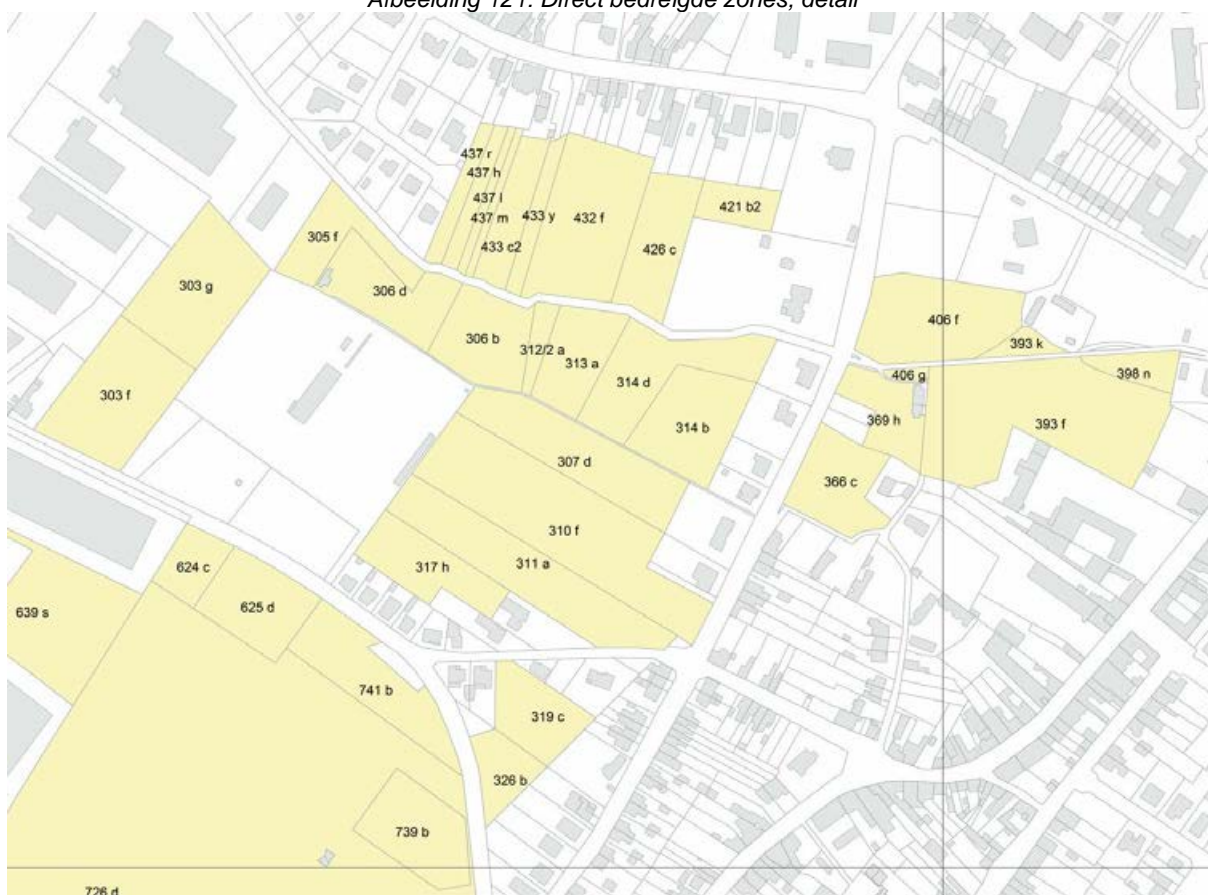 Afbeelding 121: Direct bedreigde zones, detail
437 r
437 h
437 l
437 m
433 y
432 f
421 b2
305 f
433 c2
426 c
303 g
306 d
406 f
306 b
312/2 a
393 k
313 a
406 g
398 n
314 d
303 f
369 h
393 f
314 b
307 d
366 c
310 f
624 c
317 h
311 a
639 s
625 d
741 b
319 c
326 b
739 b
726 d